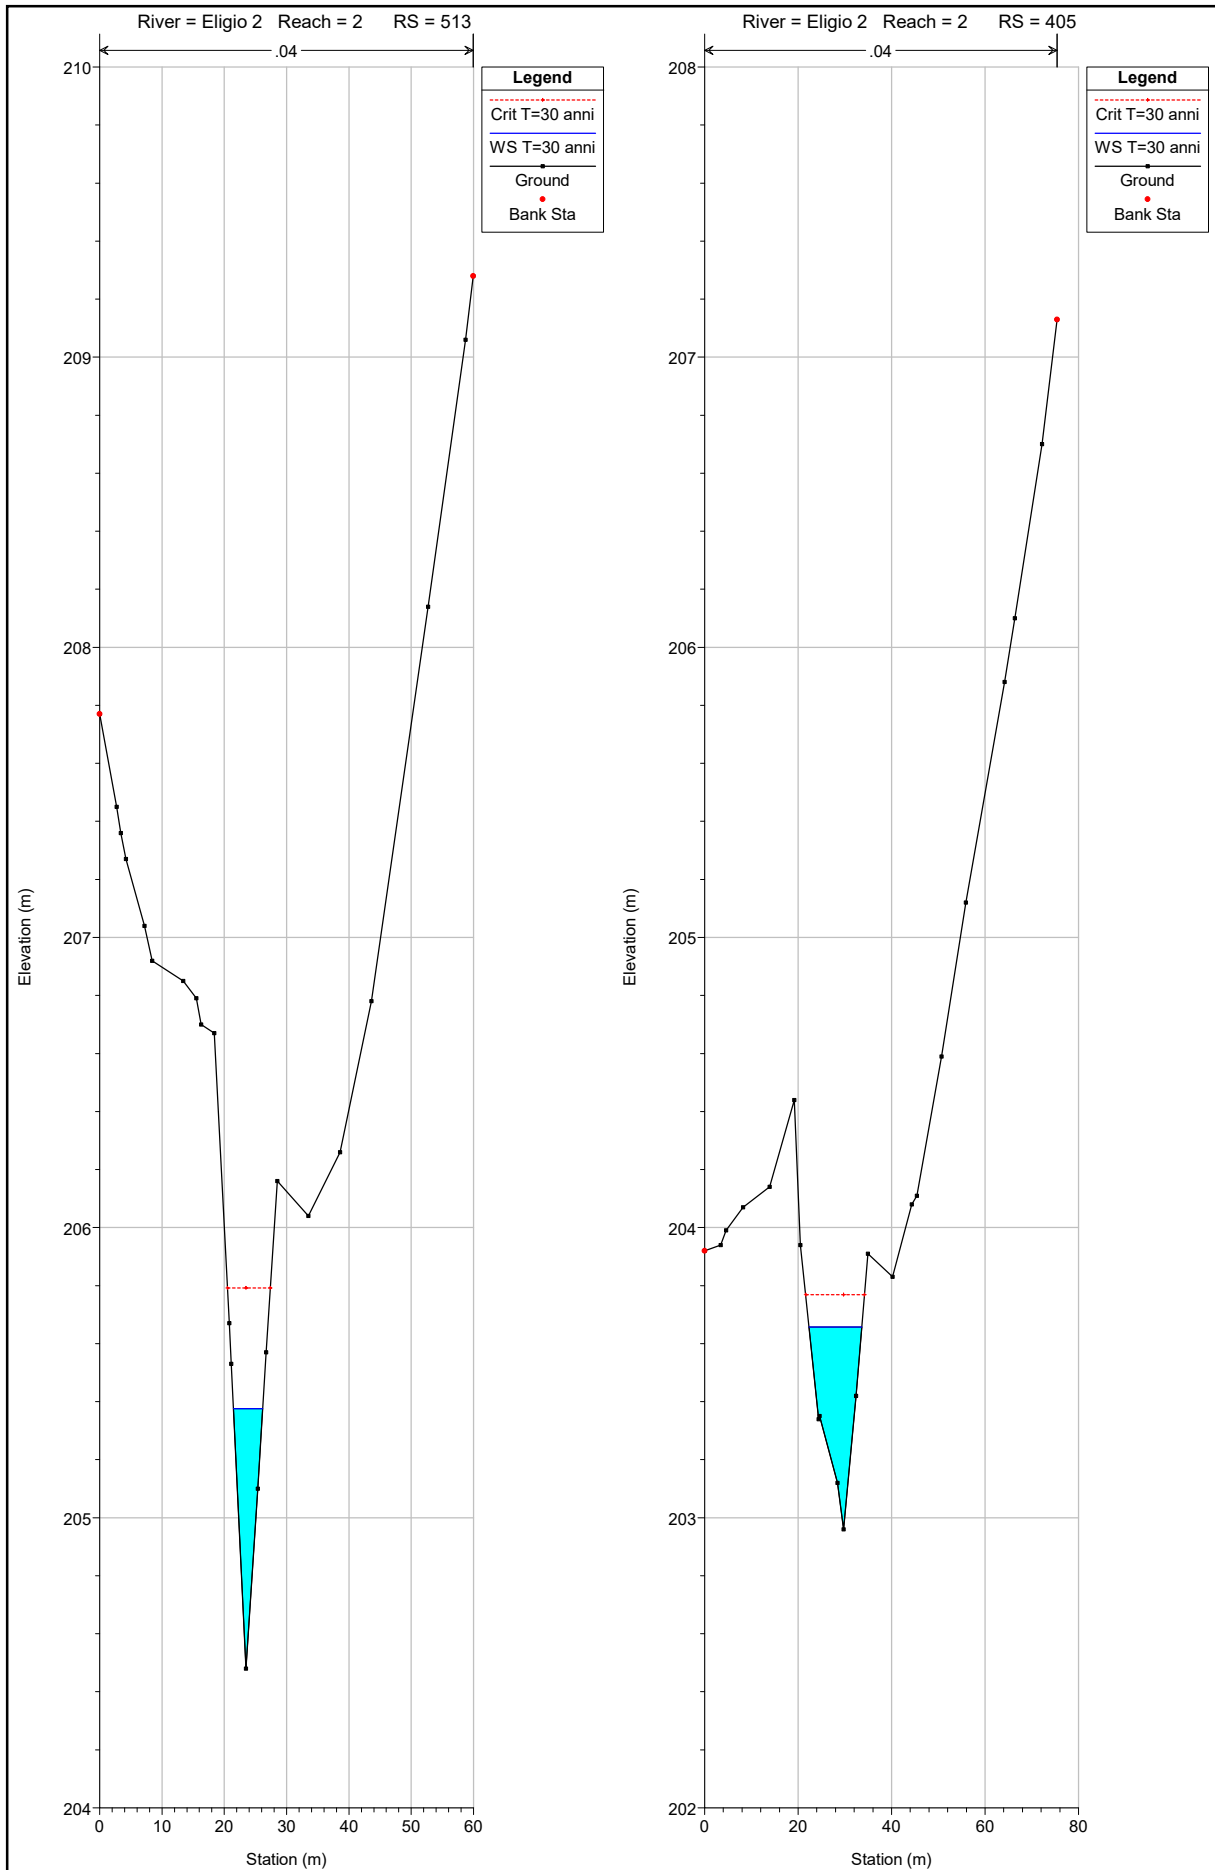 River = Eligio 2 Reach = 2 RS = 513
.04
210
209
208
207
206
205
204
Elevation (m)
0 10 20 30 40 50 60
Station (m)
Legend
Crit T=30 anni
WS T=30 anni
Ground
Bank Sta
River = Eligio 2 Reach = 2 RS = 405
.04
208
207
206
205
204
203
202
Elevation (m)
0 20 40 60 80
Station (m)
Legend
Crit T=30 anni
WS T=30 anni
Ground
Bank Sta